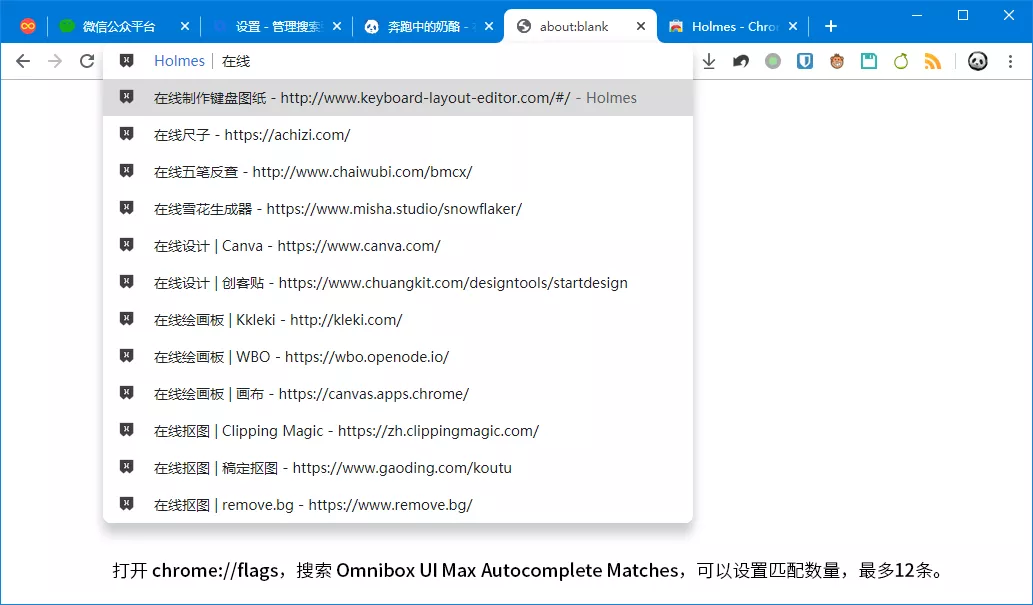 微信公众平台
设置 - 管理搜索
奔跑中的奶酪 -
about:blank
Holmes - Chro
Holmes | 在线
在线制作键盘图纸 - http://www.keyboard-layout-editor.com/#/ - Holmes
在线尺子 - https://achizi.com/
在线五笔反查 - http://www.chaiwubi.com/bmcx/
在线雪花生成器 - https://www.misha.studio/snowflaker/
在线设计 | Canva - https://www.canva.com/
在线设计 | 创客贴 - https://www.chuangkit.com/designtools/startdesign
在线绘画板 | Kkleki - http://kleki.com/
在线绘画板 | WBO - https://wbo.openode.io/
在线绘画板 | 画布 - https://canvas.apps.chrome/
在线抠图 | Clipping Magic - https://zh.clippingmagic.com/
在线抠图 | 稿定抠图 - https://www.gaoding.com/koutu
在线抠图 | remove.bg - https://www.remove.bg/
打开 chrome://flags，搜索 Omnibox UI Max Autocomplete Matches，可以设置匹配数量，最多12条。